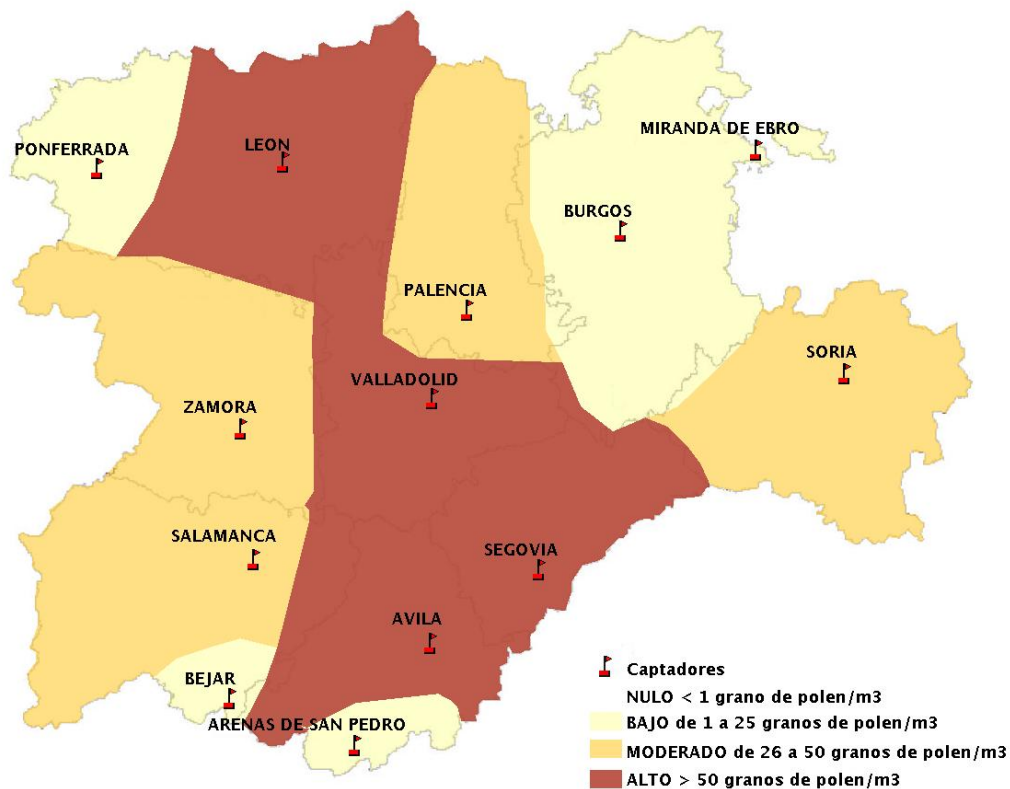 MIRANDA DE EBRO
LEON
PONFERRADA
BURGOS
PALENCIA
SORIA
VALLADOLID
ZAMORA
SALAMANCA
SEGOVIA
AVILA
BEJAR
ARENAS DE SAN PEDRO
Captadores
NULO < 1 grano de polen/m3
BAJO de 1 a 25 granos de polen/m3
MODERADO de 26 a 50 granos de polen/m3
ALTO > 50 granos de polen/m3